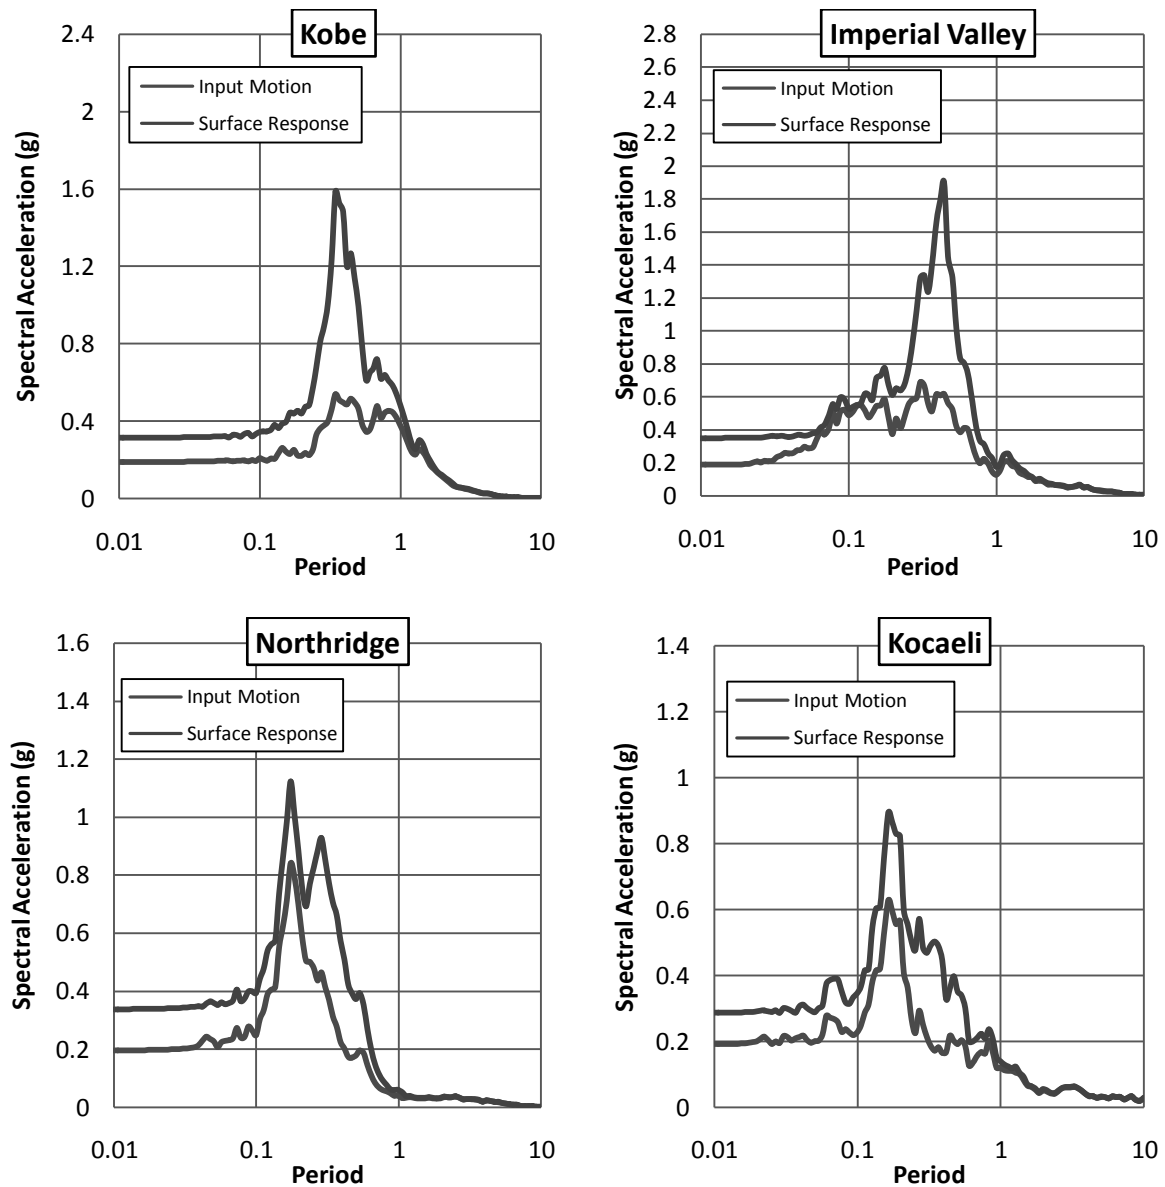 Kobe
2.4
2
1.6
1.2
0.8
0.4
0
Spectral Acceleration (g)
Input Motion
Surface Response
0.01 0.1 1 10
Period
Imperial Valley
2.8
2.6
2.4
2.2
2
1.8
1.6
1.4
1.2
1
0.8
0.6
0.4
0.2
0
Spectral Acceleration (g)
Input Motion
Surface Response
0.01 0.1 1 10
Period
Northridge
1.6
1.4
1.2
1
0.8
0.6
0.4
0.2
0
Spectral Acceleration (g)
Input Motion
Surface Response
0.01 0.1 1 10
Period
Kocaeli
1.4
1.2
1
0.8
0.6
0.4
0.2
0
Spectral Acceleration (g)
Input Motion
Surface Response
0.01 0.1 1 10
Period